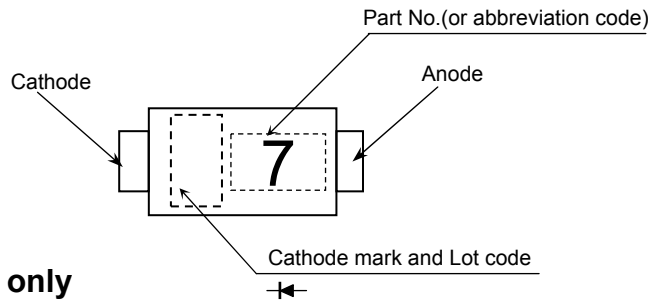 Part No.(or abbreviation code)
Cathode
Anode
7
Cathode mark and Lot code
only